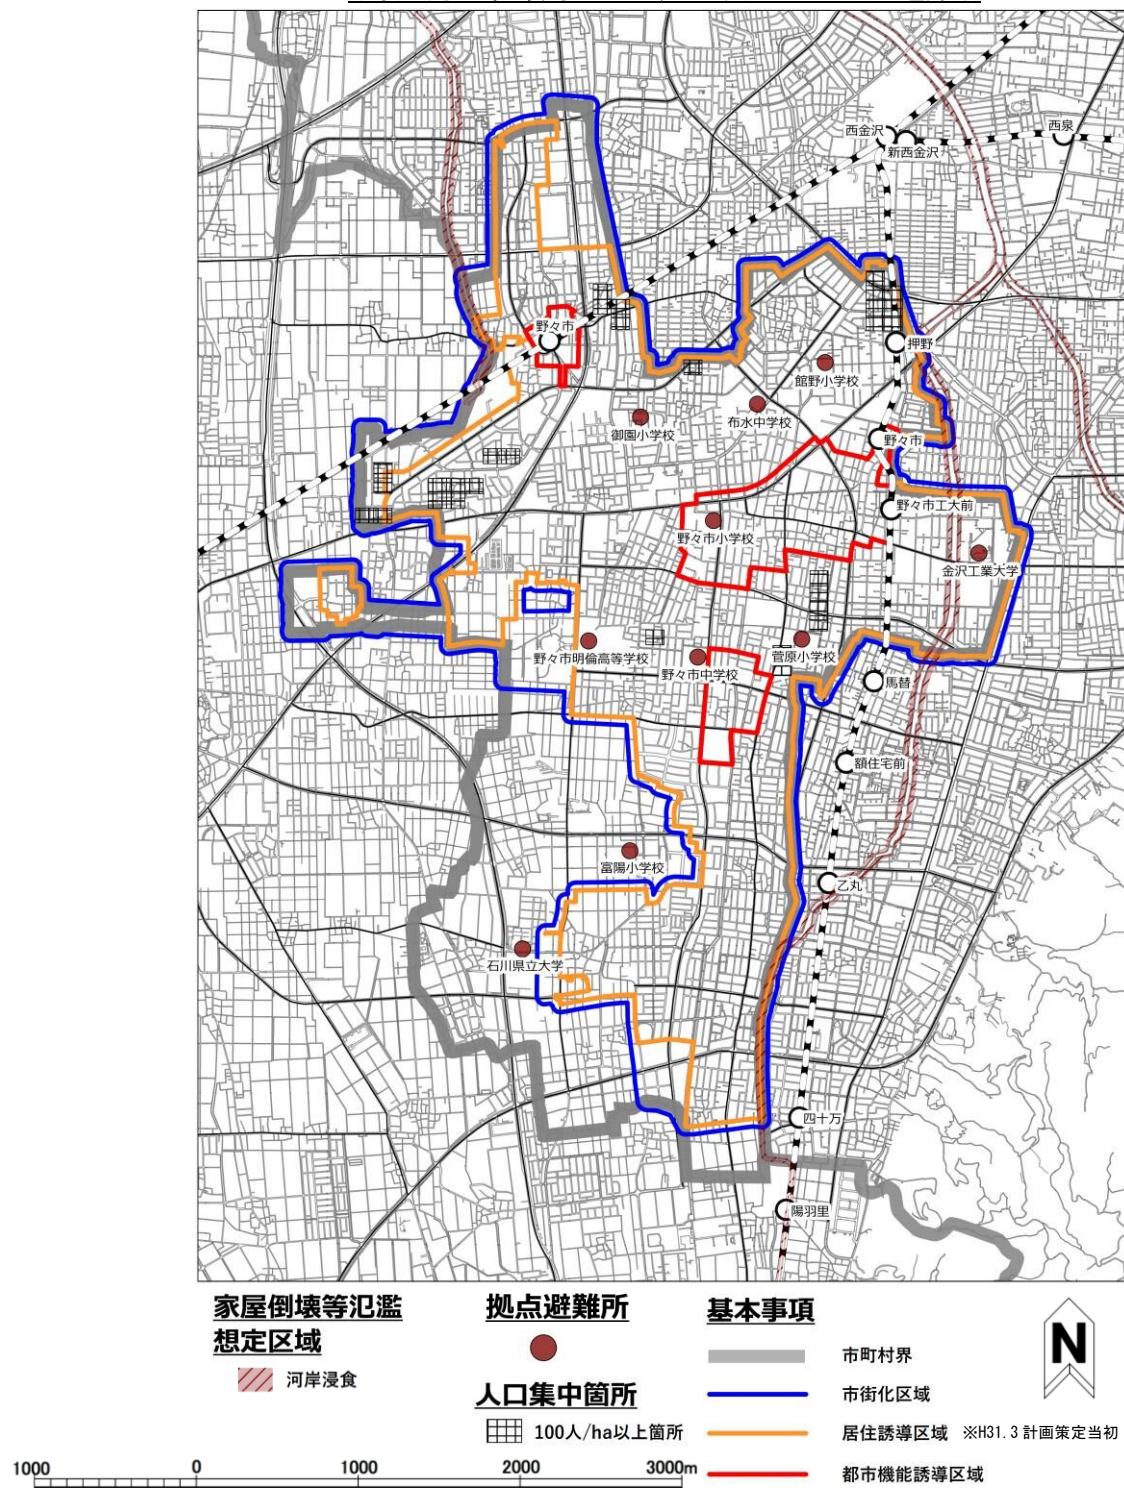 西金沢
新西金沢
西泉
野々市
押野
館野小学校
布水中学校
御園小学校
野々市
野々市工大前
野々市小学校
金沢工業大学
野々市明倫高等学校
菅原小学校
野々市中学校
馬替
額住宅前
富陽小学校
乙丸
石川県立大学
四十万
陽羽里
家屋倒壊等氾濫
想定区域
河岸浸食
拠点避難所
人口集中箇所
100人/ha以上箇所
基本事項
市町村界
市街化区域
居住誘導区域 ※H31.3 計画策定当初
都市機能誘導区域
N
1000 0 1000 2000 3000m